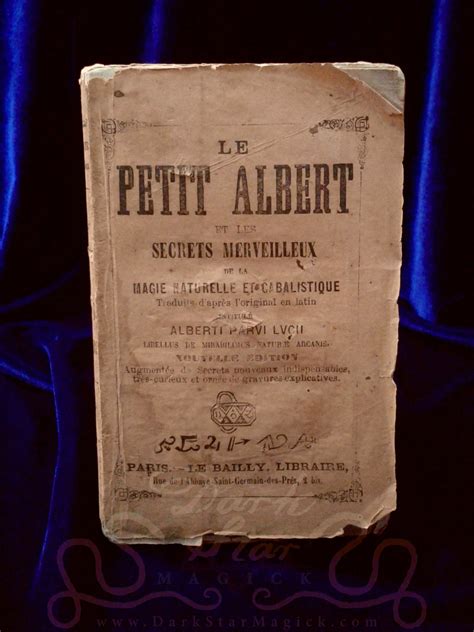 LE
PETIT ALBERT
ET LES
SECRETS MERVEILLEUX
DE LA
MAGIE NATURELLE ET CABALISTIQUE
Traduits d'après l'original en latin
INTITULÉ
ALBERTI PARVI LVCII
LIBELLUS DE MIRABILIBUS NATURÆ ARCANIS.
NOUVELLE ÉDITION
Augmentée de Secrets nouveaux indispensables,
très-curieux et ornée de gravures explicatives.
PARIS. — LE BAILLY, LIBRAIRE,
Rue de l'Abbaye Saint-Germain-des-Prés, 2 bis.
Dark
Star
MAGICK
www.DarkStarMagick.com